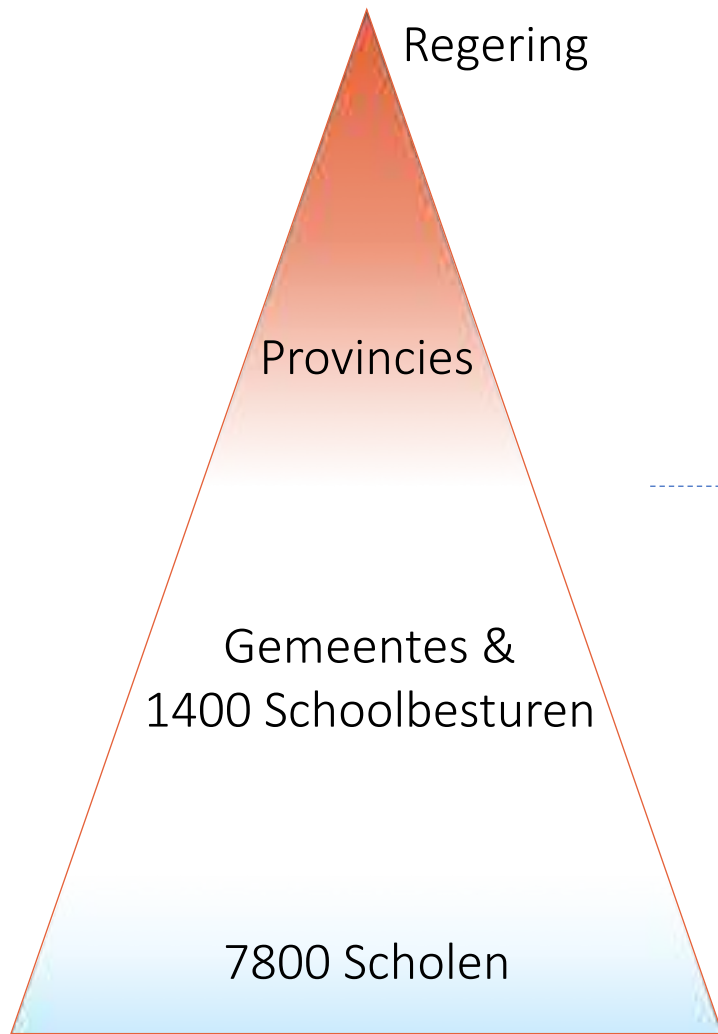 Regering
Provincies
Gemeentes &
1400 Schoolbesturen
7800 Scholen